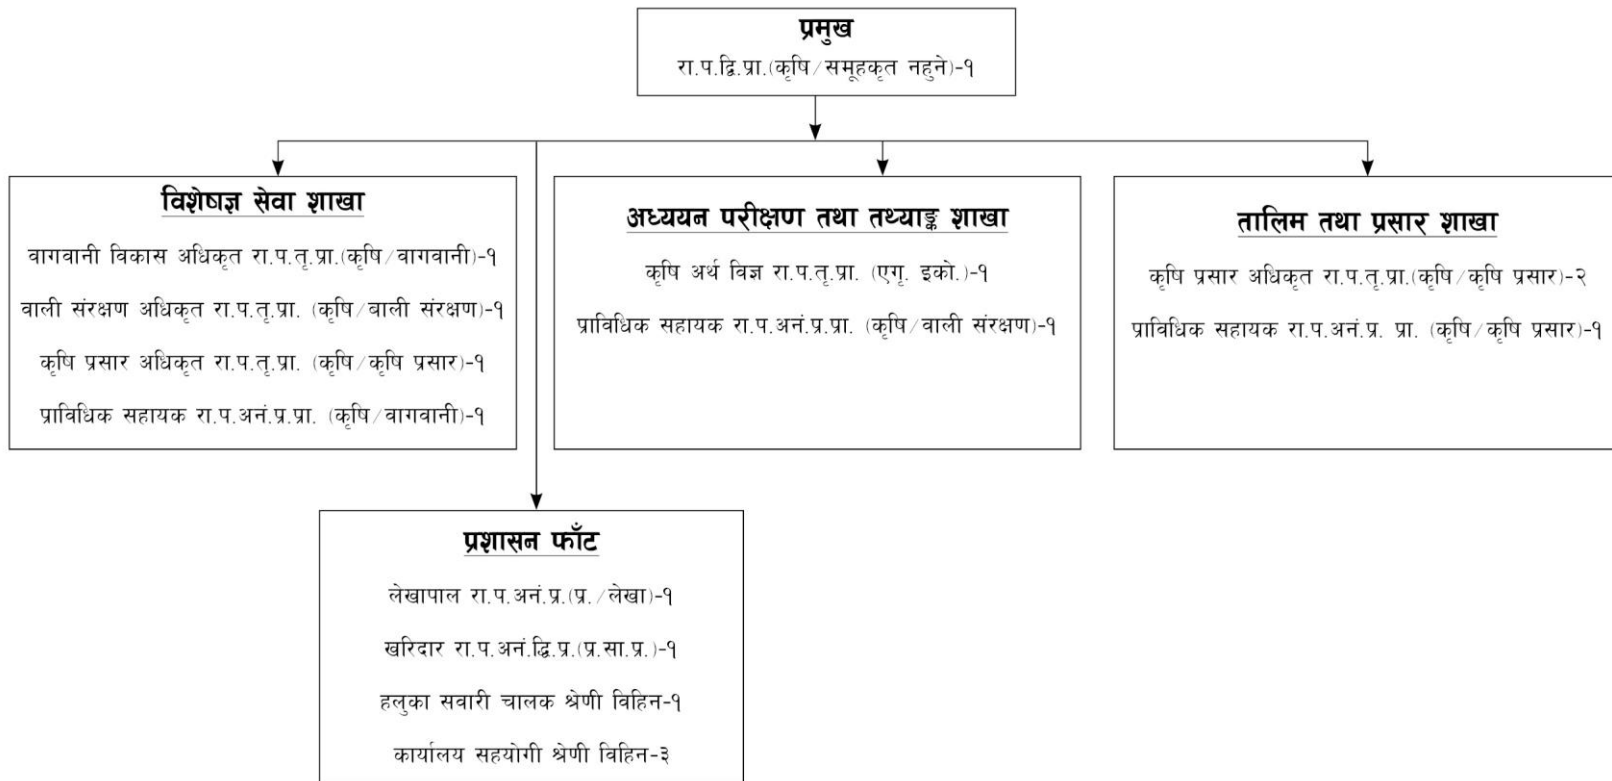 प्रमुख
रा.प.द्वि.प्रा.(कृषि/समूहकृत नहुने)-१
विशेषज्ञ सेवा शाखा
वागवानी विकास अधिकृत रा.प.तृ.प्रा.(कृषि/वागवानी)-१
वाली संरक्षण अधिकृत रा.प.तृ.प्रा. (कृषि/बाली संरक्षण)-१
कृषि प्रसार अधिकृत रा.प.तृ.प्रा. (कृषि/कृषि प्रसार)-१
प्राविधिक सहायक रा.प.अनं.प्र.प्रा. (कृषि/वागवानी)-१
अध्ययन परीक्षण तथा तथ्याङ्क शाखा
कृषि अर्थ विज्ञ रा.प.तृ.प्रा. (एगृ. इको.)-१
प्राविधिक सहायक रा.प.अनं.प्र.प्रा. (कृषि/वाली संरक्षण)-१
तालिम तथा प्रसार शाखा
कृषि प्रसार अधिकृत रा.प.तृ.प्रा.(कृषि/कृषि प्रसार)-२
प्राविधिक सहायक रा.प.अनं.प्र. प्रा. (कृषि/कृषि प्रसार)-१
प्रशासन फाँट
लेखापाल रा.प.अनं.प्र.(प्र./लेखा)-१
खरिदार रा.प.अनं.द्वि.प्र.(प्र.सा.प्र.)-१
हलुका सवारी चालक श्रेणी विहिन-१
कार्यालय सहयोगी श्रेणी विहिन-३